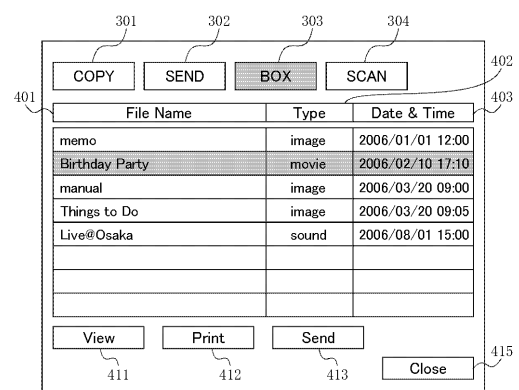 301 302 303 304
COPY SEND BOX SCAN
402
401 403
File Name Type Date & Time
memo image 2006/01/01 12:00
Birthday Party movie 2006/02/10 17:10
manual image 2006/03/20 09:00
Things to Do image 2006/03/20 09:05
Live@Osaka sound 2006/08/01 15:00
View Print Send
411 412 413
415
Close